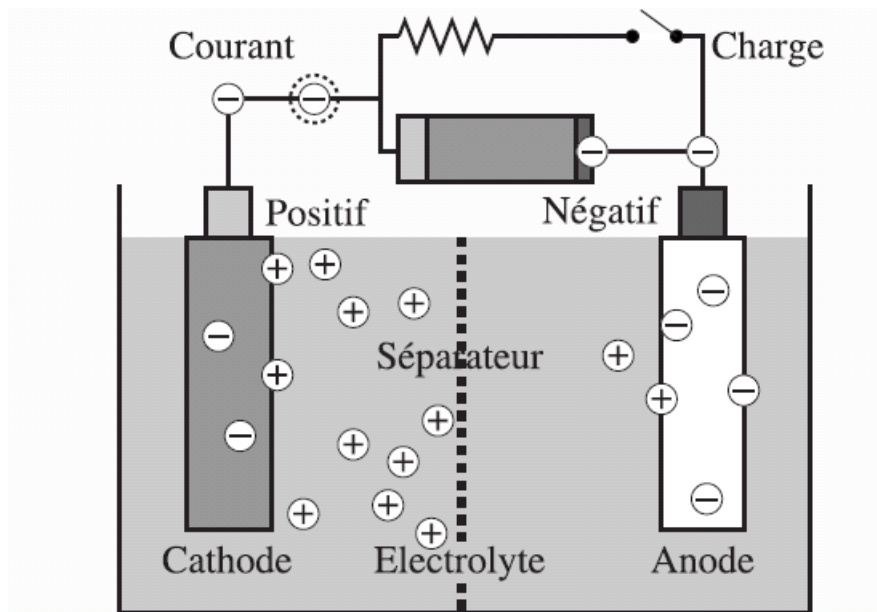 Courant
Charge
Positif
Négatif
Séparateur
Cathode
Electrolyte
Anode